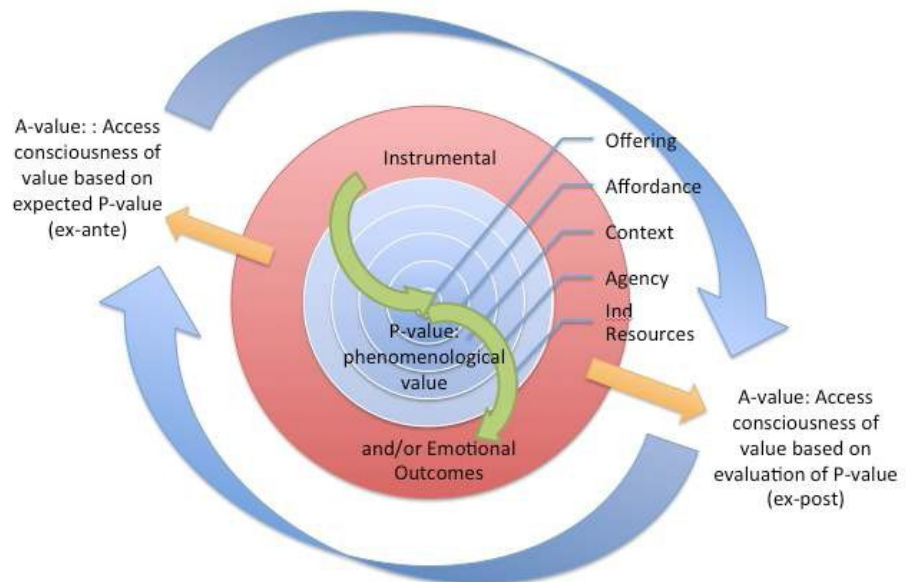 A-value: : Access
consciousness of
value based on
expected P-value
(ex-ante)
Instrumental
Offering
Affordance
Context
Agency
Ind
Resources
P-value:
phenomenological
value
and/or Emotional
Outcomes
A-value: Access
consciousness of
value based on
evaluation of P-value
(ex-post)